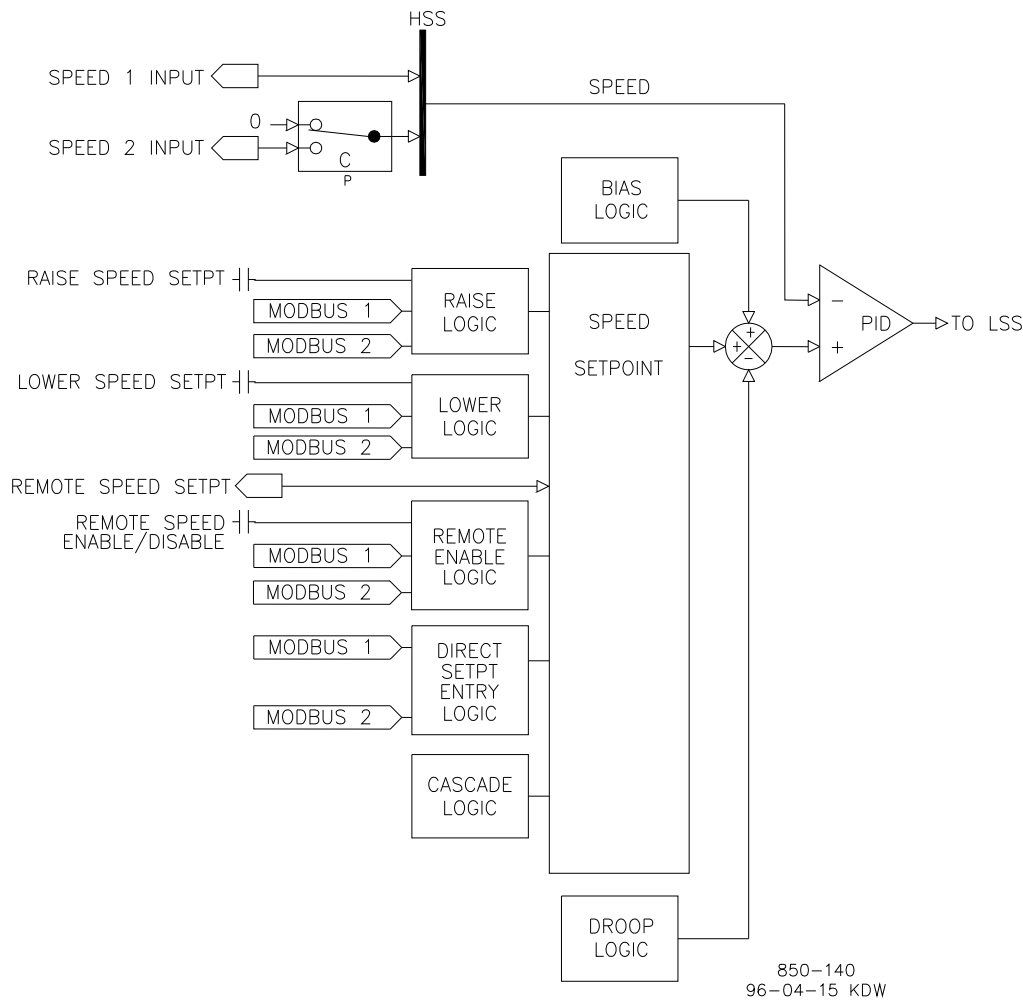 HSS
SPEED 1 INPUT
SPEED
0
SPEED 2 INPUT
C
P
BIAS
LOGIC
RAISE SPEED SETPT
MODBUS 1
MODBUS 2
RAISE
LOGIC
SPEED
SETPOINT
+
+
−
−
+
PID
TO LSS
LOWER SPEED SETPT
MODBUS 1
MODBUS 2
LOWER
LOGIC
REMOTE SPEED SETPT
REMOTE SPEED
ENABLE/DISABLE
MODBUS 1
MODBUS 2
REMOTE
ENABLE
LOGIC
MODBUS 1
MODBUS 2
DIRECT
SETPT
ENTRY
LOGIC
CASCADE
LOGIC
DROOP
LOGIC
850−140
96−04−15 KDW